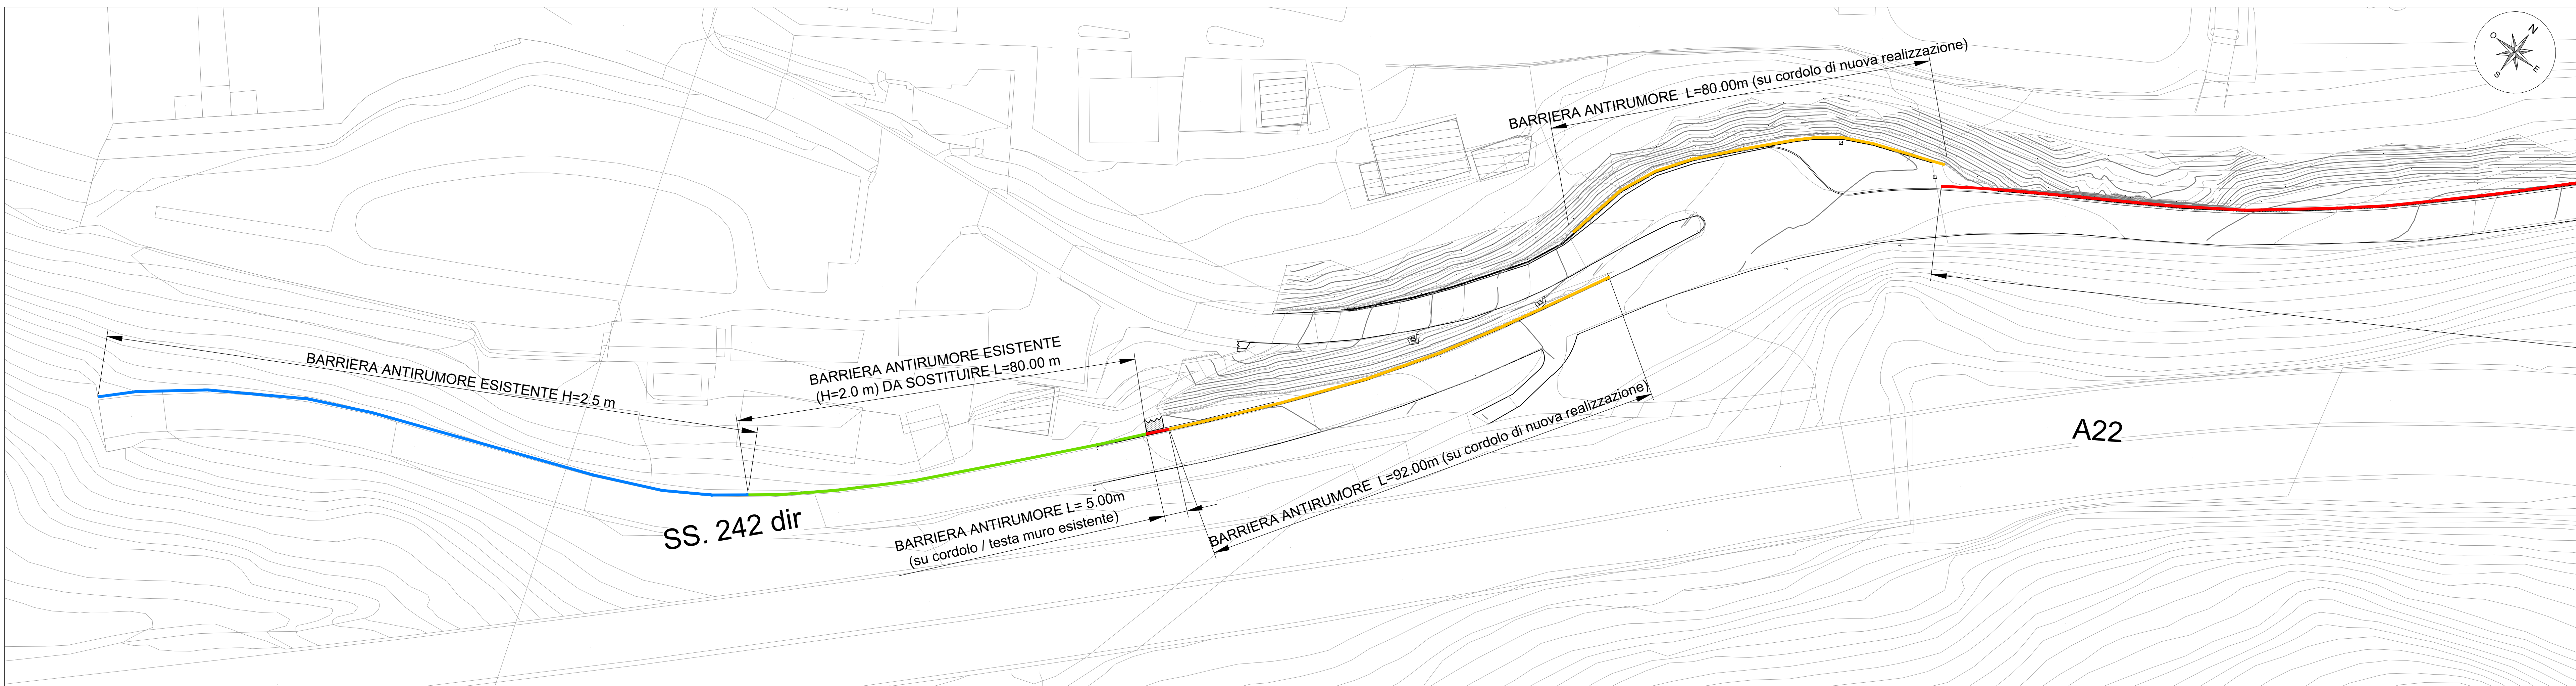 BARRIERA ANTIRUMORE L=80.00m (su cordolo di nuova realizzazione)
O
N
S
E
BARRIERA ANTIRUMORE ESISTENTE H=2.5 m
BARRIERA ANTIRUMORE ESISTENTE
(H=2.0 m) DA SOSTITUIRE L=80.00 m
BARRIERA ANTIRUMORE L=92.00m (su cordolo di nuova realizzazione)
A22
SS. 242 dir
BARRIERA ANTIRUMORE L= 5.00m
(su cordolo / testa muro esistente)